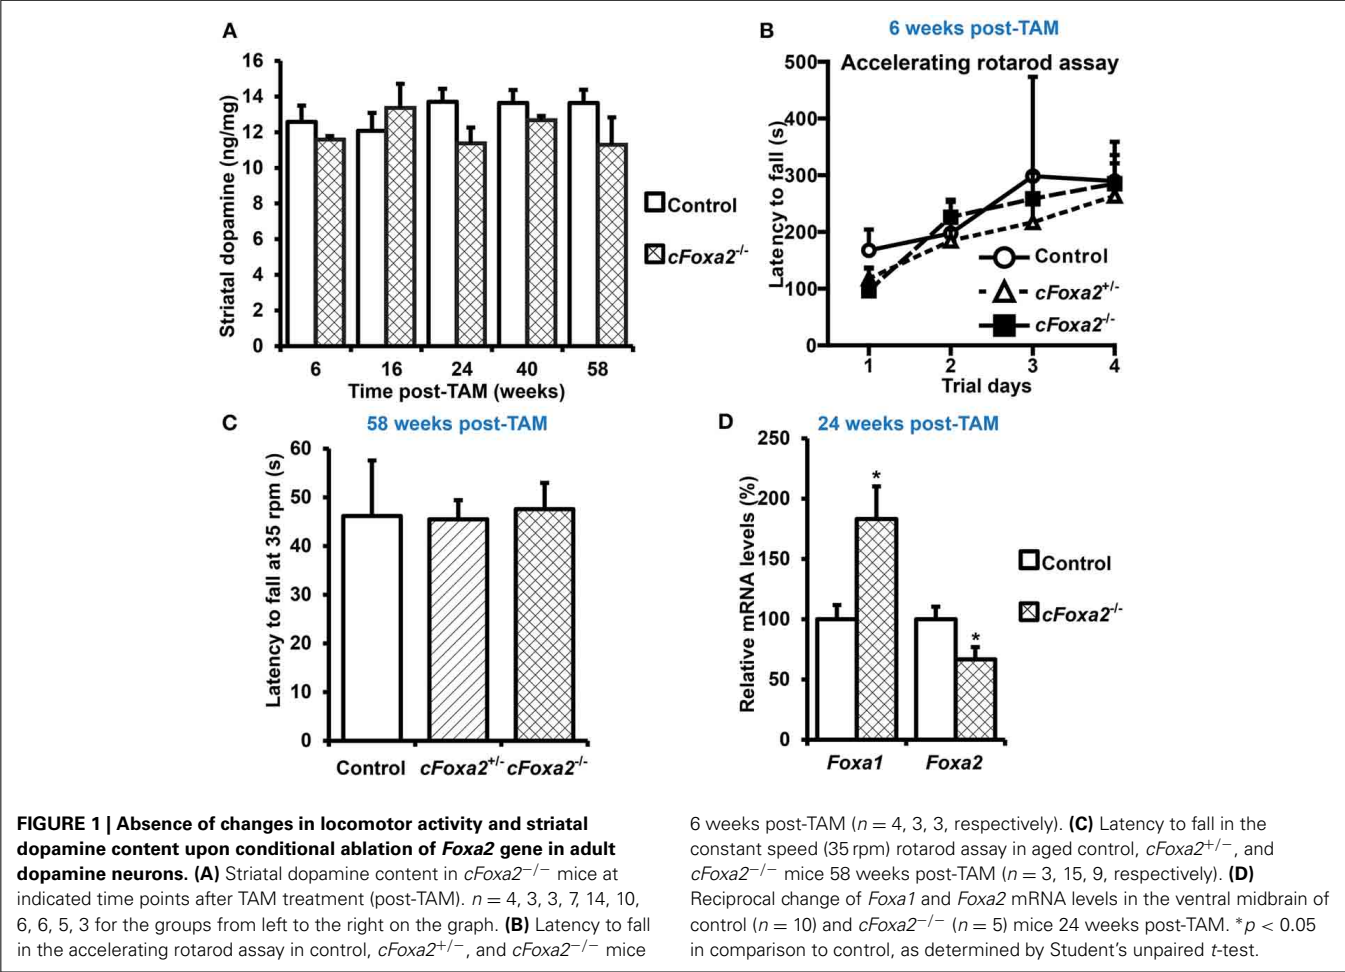 A
16
14
12
10
8
6
4
2
0
Striatal dopamine (ng/mg)
6 16 24 40 58
Time post-TAM (weeks)
Control
cFoxa2-/-
B
6 weeks post-TAM
Accelerating rotarod assay
500
400
300
200
100
0
Latency to fall (s)
1 2 3 4
Trial days
Control
cFoxa2+/-
cFoxa2-/-
C
58 weeks post-TAM
60
50
40
30
20
10
0
Latency to fall at 35 rpm (s)
Control cFoxa2+/- cFoxa2-/-
D
24 weeks post-TAM
250
200
150
100
50
0
Relative mRNA levels (%)
*
*
Foxa1 Foxa2
Control
cFoxa2-/-
FIGURE 1 | Absence of changes in locomotor activity and striatal
dopamine content upon conditional ablation of Foxa2 gene in adult
dopamine neurons. (A) Striatal dopamine content in cFoxa2−/− mice at
indicated time points after TAM treatment (post-TAM). n = 4, 3, 3, 7, 14, 10,
6, 6, 5, 3 for the groups from left to the right on the graph. (B) Latency to fall
in the accelerating rotarod assay in control, cFoxa2+/−, and cFoxa2−/− mice
6 weeks post-TAM (n = 4, 3, 3, respectively). (C) Latency to fall in the
constant speed (35 rpm) rotarod assay in aged control, cFoxa2+/−, and
cFoxa2−/− mice 58 weeks post-TAM (n = 3, 15, 9, respectively). (D)
Reciprocal change of Foxa1 and Foxa2 mRNA levels in the ventral midbrain of
control (n = 10) and cFoxa2−/− (n = 5) mice 24 weeks post-TAM. *p < 0.05
in comparison to control, as determined by Student's unpaired t-test.